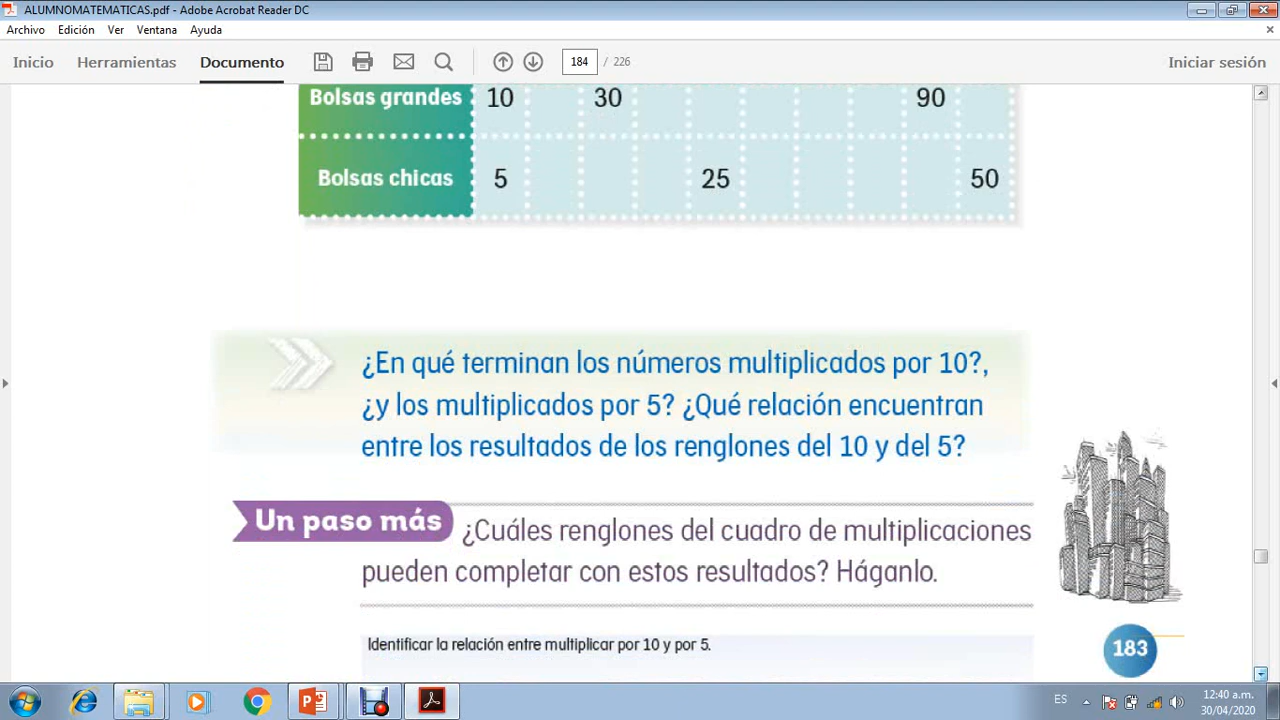 ALUMNOMATEMATICAS.pdf - Adobe Acrobat Reader DC
Archivo Edición Ver Ventana Ayuda
Inicio Herramientas Documento 184 / 226 Iniciar sesión
Bolsas grandes 10 30 90
Bolsas chicas 5 25 50
¿En qué terminan los números multiplicados por 10?,
¿y los multiplicados por 5? ¿Qué relación encuentran
entre los resultados de los renglones del 10 y del 5?
Un paso más ¿Cuáles renglones del cuadro de multiplicaciones
pueden completar con estos resultados? Háganlo.
Identificar la relación entre multiplicar por 10 y por 5.
183
ES 12:40 a.m.
30/04/2020